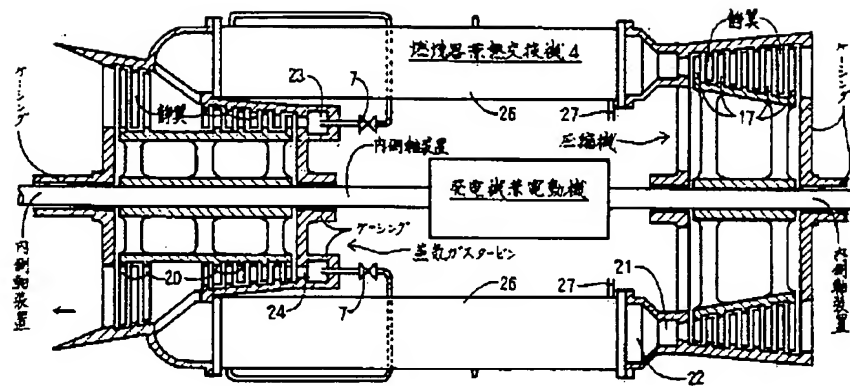 燃焼器兼熱交換機4
静翼
ケーシング
ケーシング
静翼
23
7
26
27
17
圧縮機
内側軸装置
発電機兼電動機
内側軸装置
ケーシング
蒸気ガスタービン
内側軸装置
20
24
7
26
27
21
22